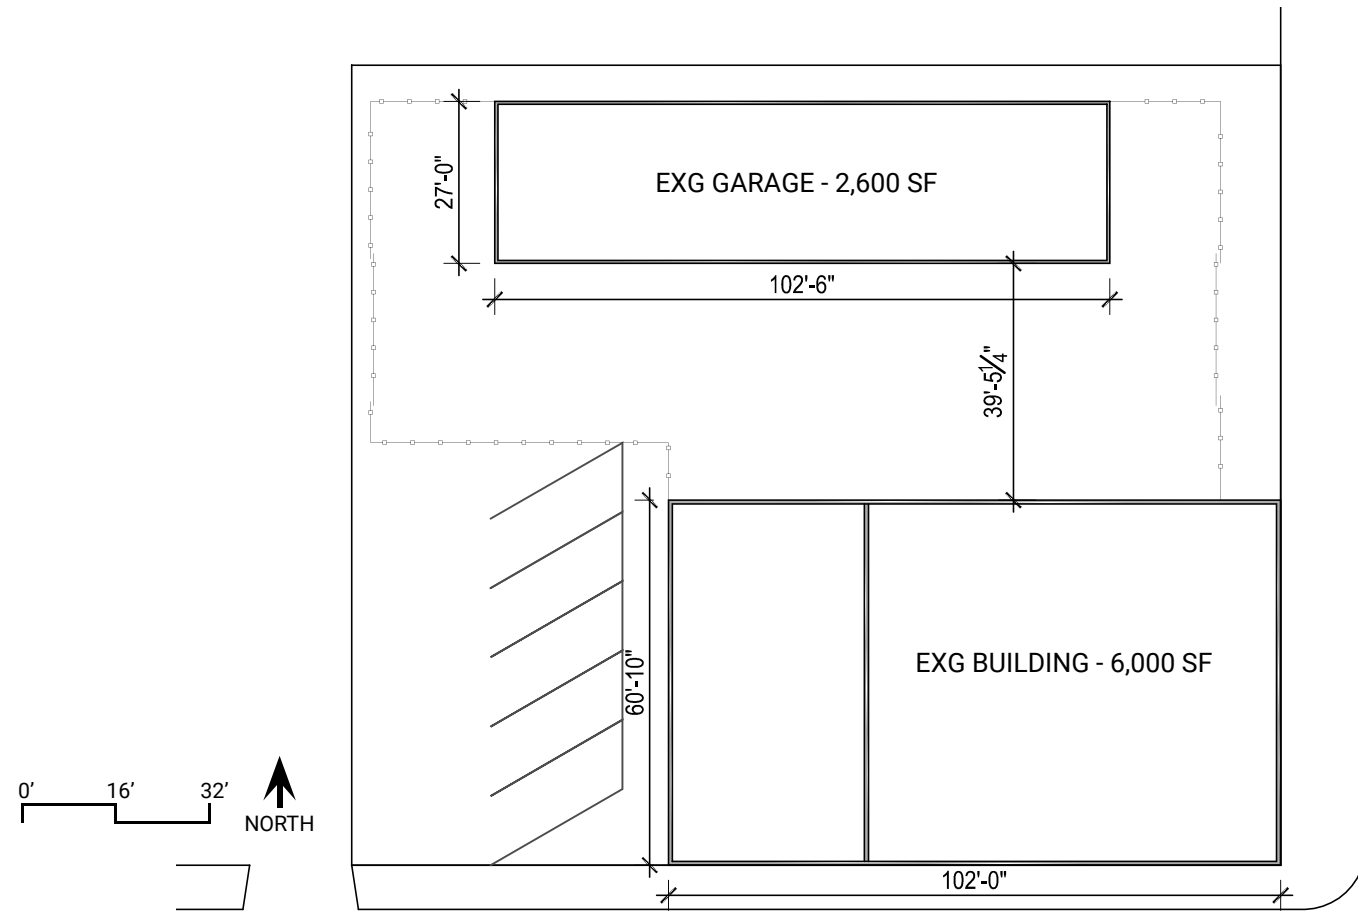 27'-0"
EXG GARAGE - 2,600 SF
102'-6"
39'-5¼"
60'-10"
EXG BUILDING - 6,000 SF
0’ 16’ 32’
NORTH
102'-0"